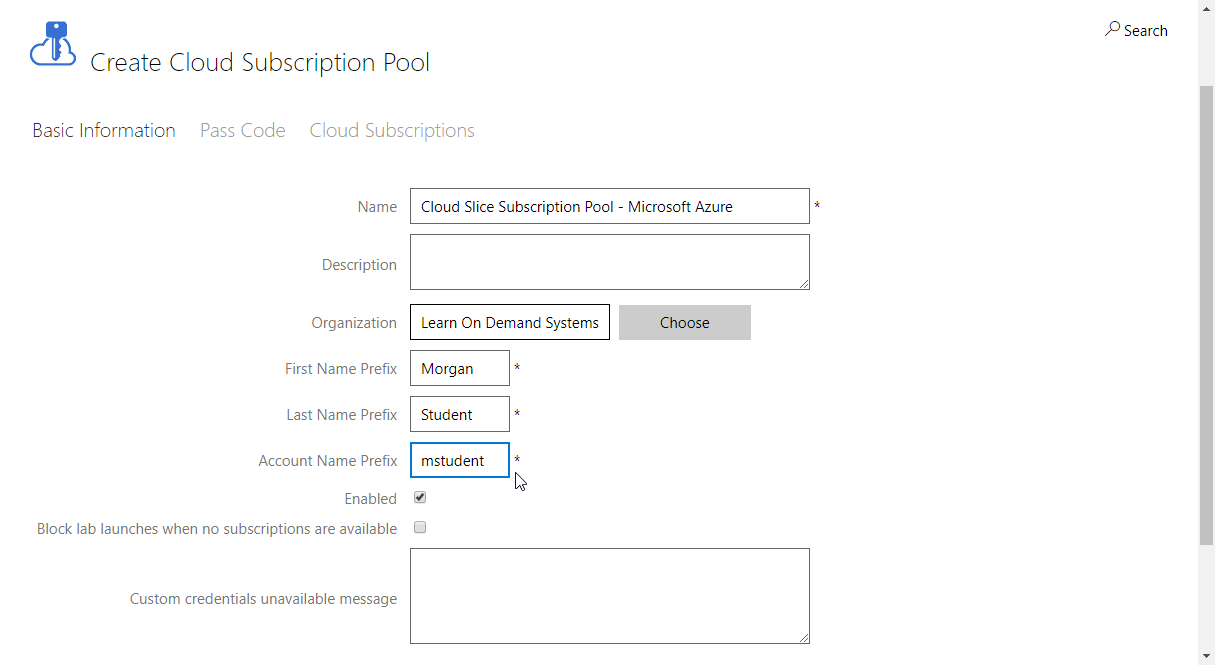 Search
Create Cloud Subscription Pool
Basic Information Pass Code Cloud Subscriptions
Name Cloud Slice Subscription Pool - Microsoft Azure *
Description
Organization Learn On Demand Systems Choose
First Name Prefix Morgan *
Last Name Prefix Student *
Account Name Prefix mstudent *
Enabled
Block lab launches when no subscriptions are available
Custom credentials unavailable message